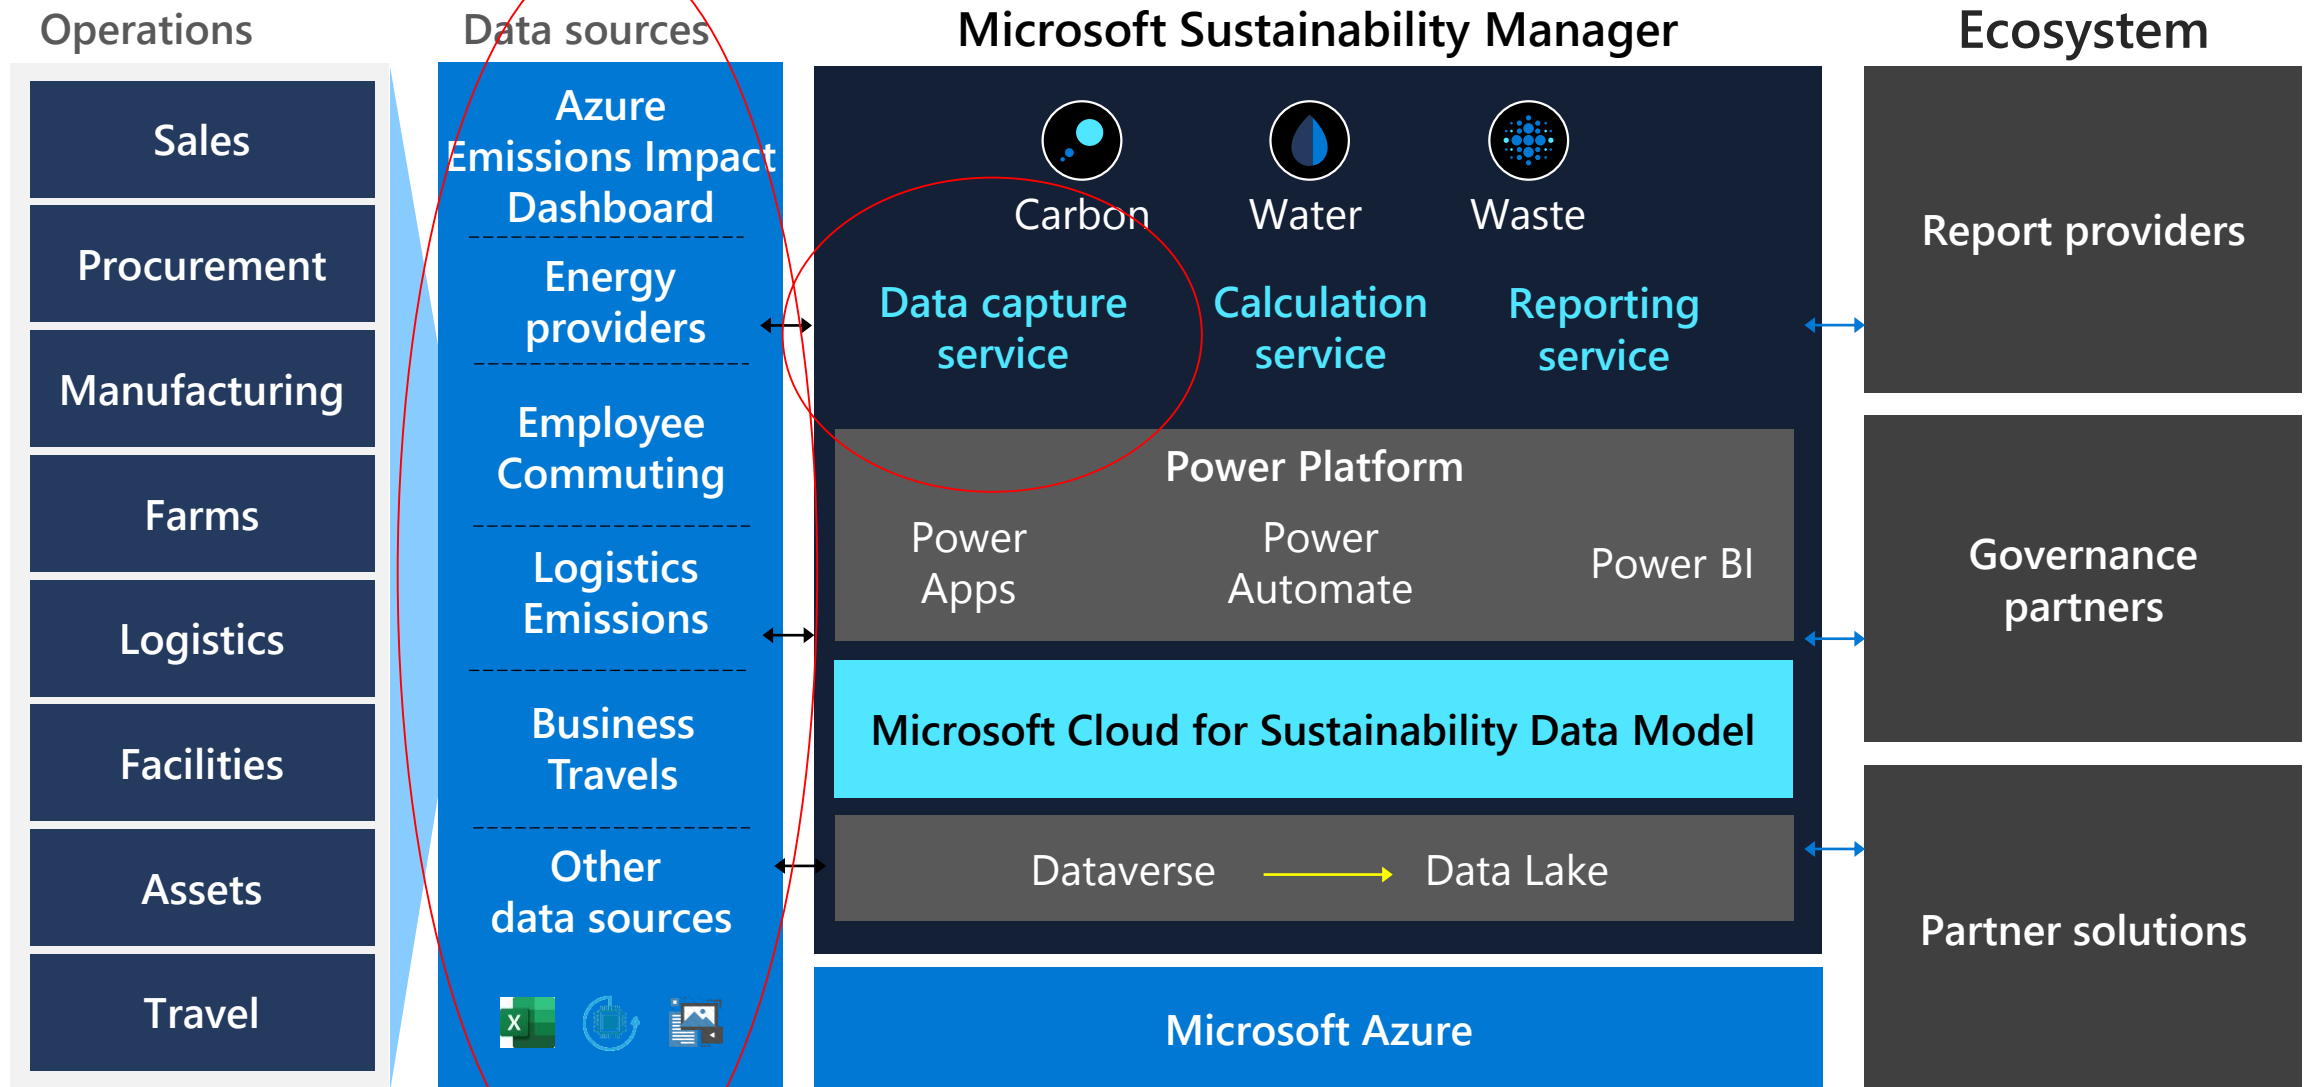 Operations
Sales
Procurement
Manufacturing
Farms
Logistics
Facilities
Assets
Travel
Data sources
Azure
Emissions Impact
Dashboard
Energy
providers
Employee
Commuting
Logistics
Emissions
Business
Travels
Other
data sources
X
Microsoft Sustainability Manager
Carbon
Water
Waste
Data capture
service
Calculation
service
Reporting
service
Power Platform
Power
Apps
Power
Automate
Power BI
Microsoft Cloud for Sustainability Data Model
Dataverse
Data Lake
Microsoft Azure
Ecosystem
Report providers
Governance
partners
Partner solutions